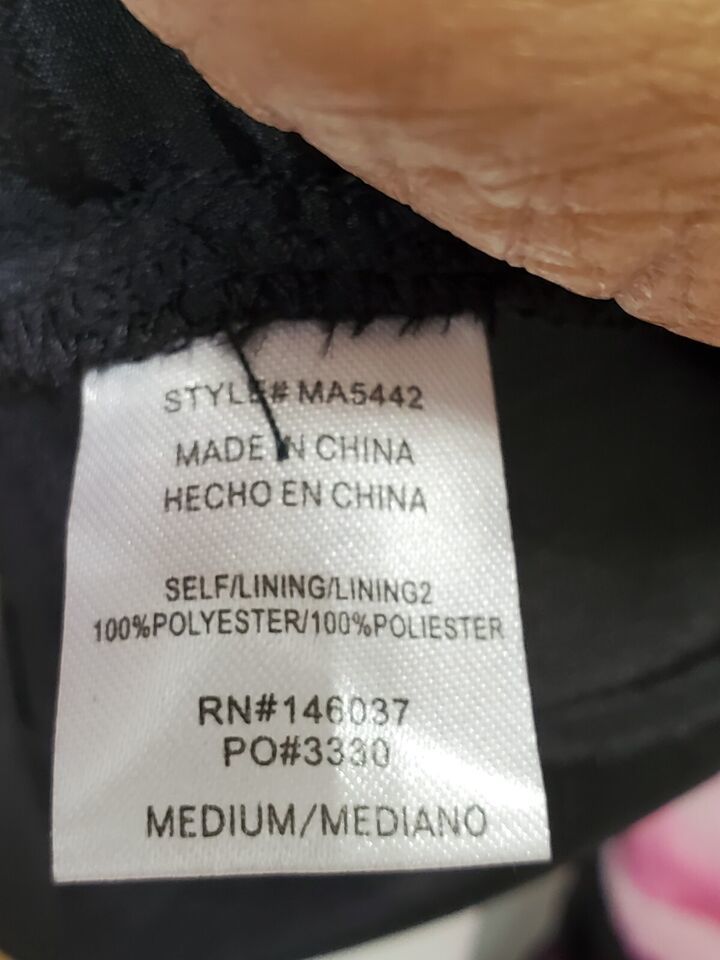 STYLE# MA5442
MADE IN CHINA
HECHO EN CHINA
SELF/LINING/LINING2
100%POLYESTER/100%POLIESTER
RN#146037
PO#3330
MEDIUM/MEDIANO